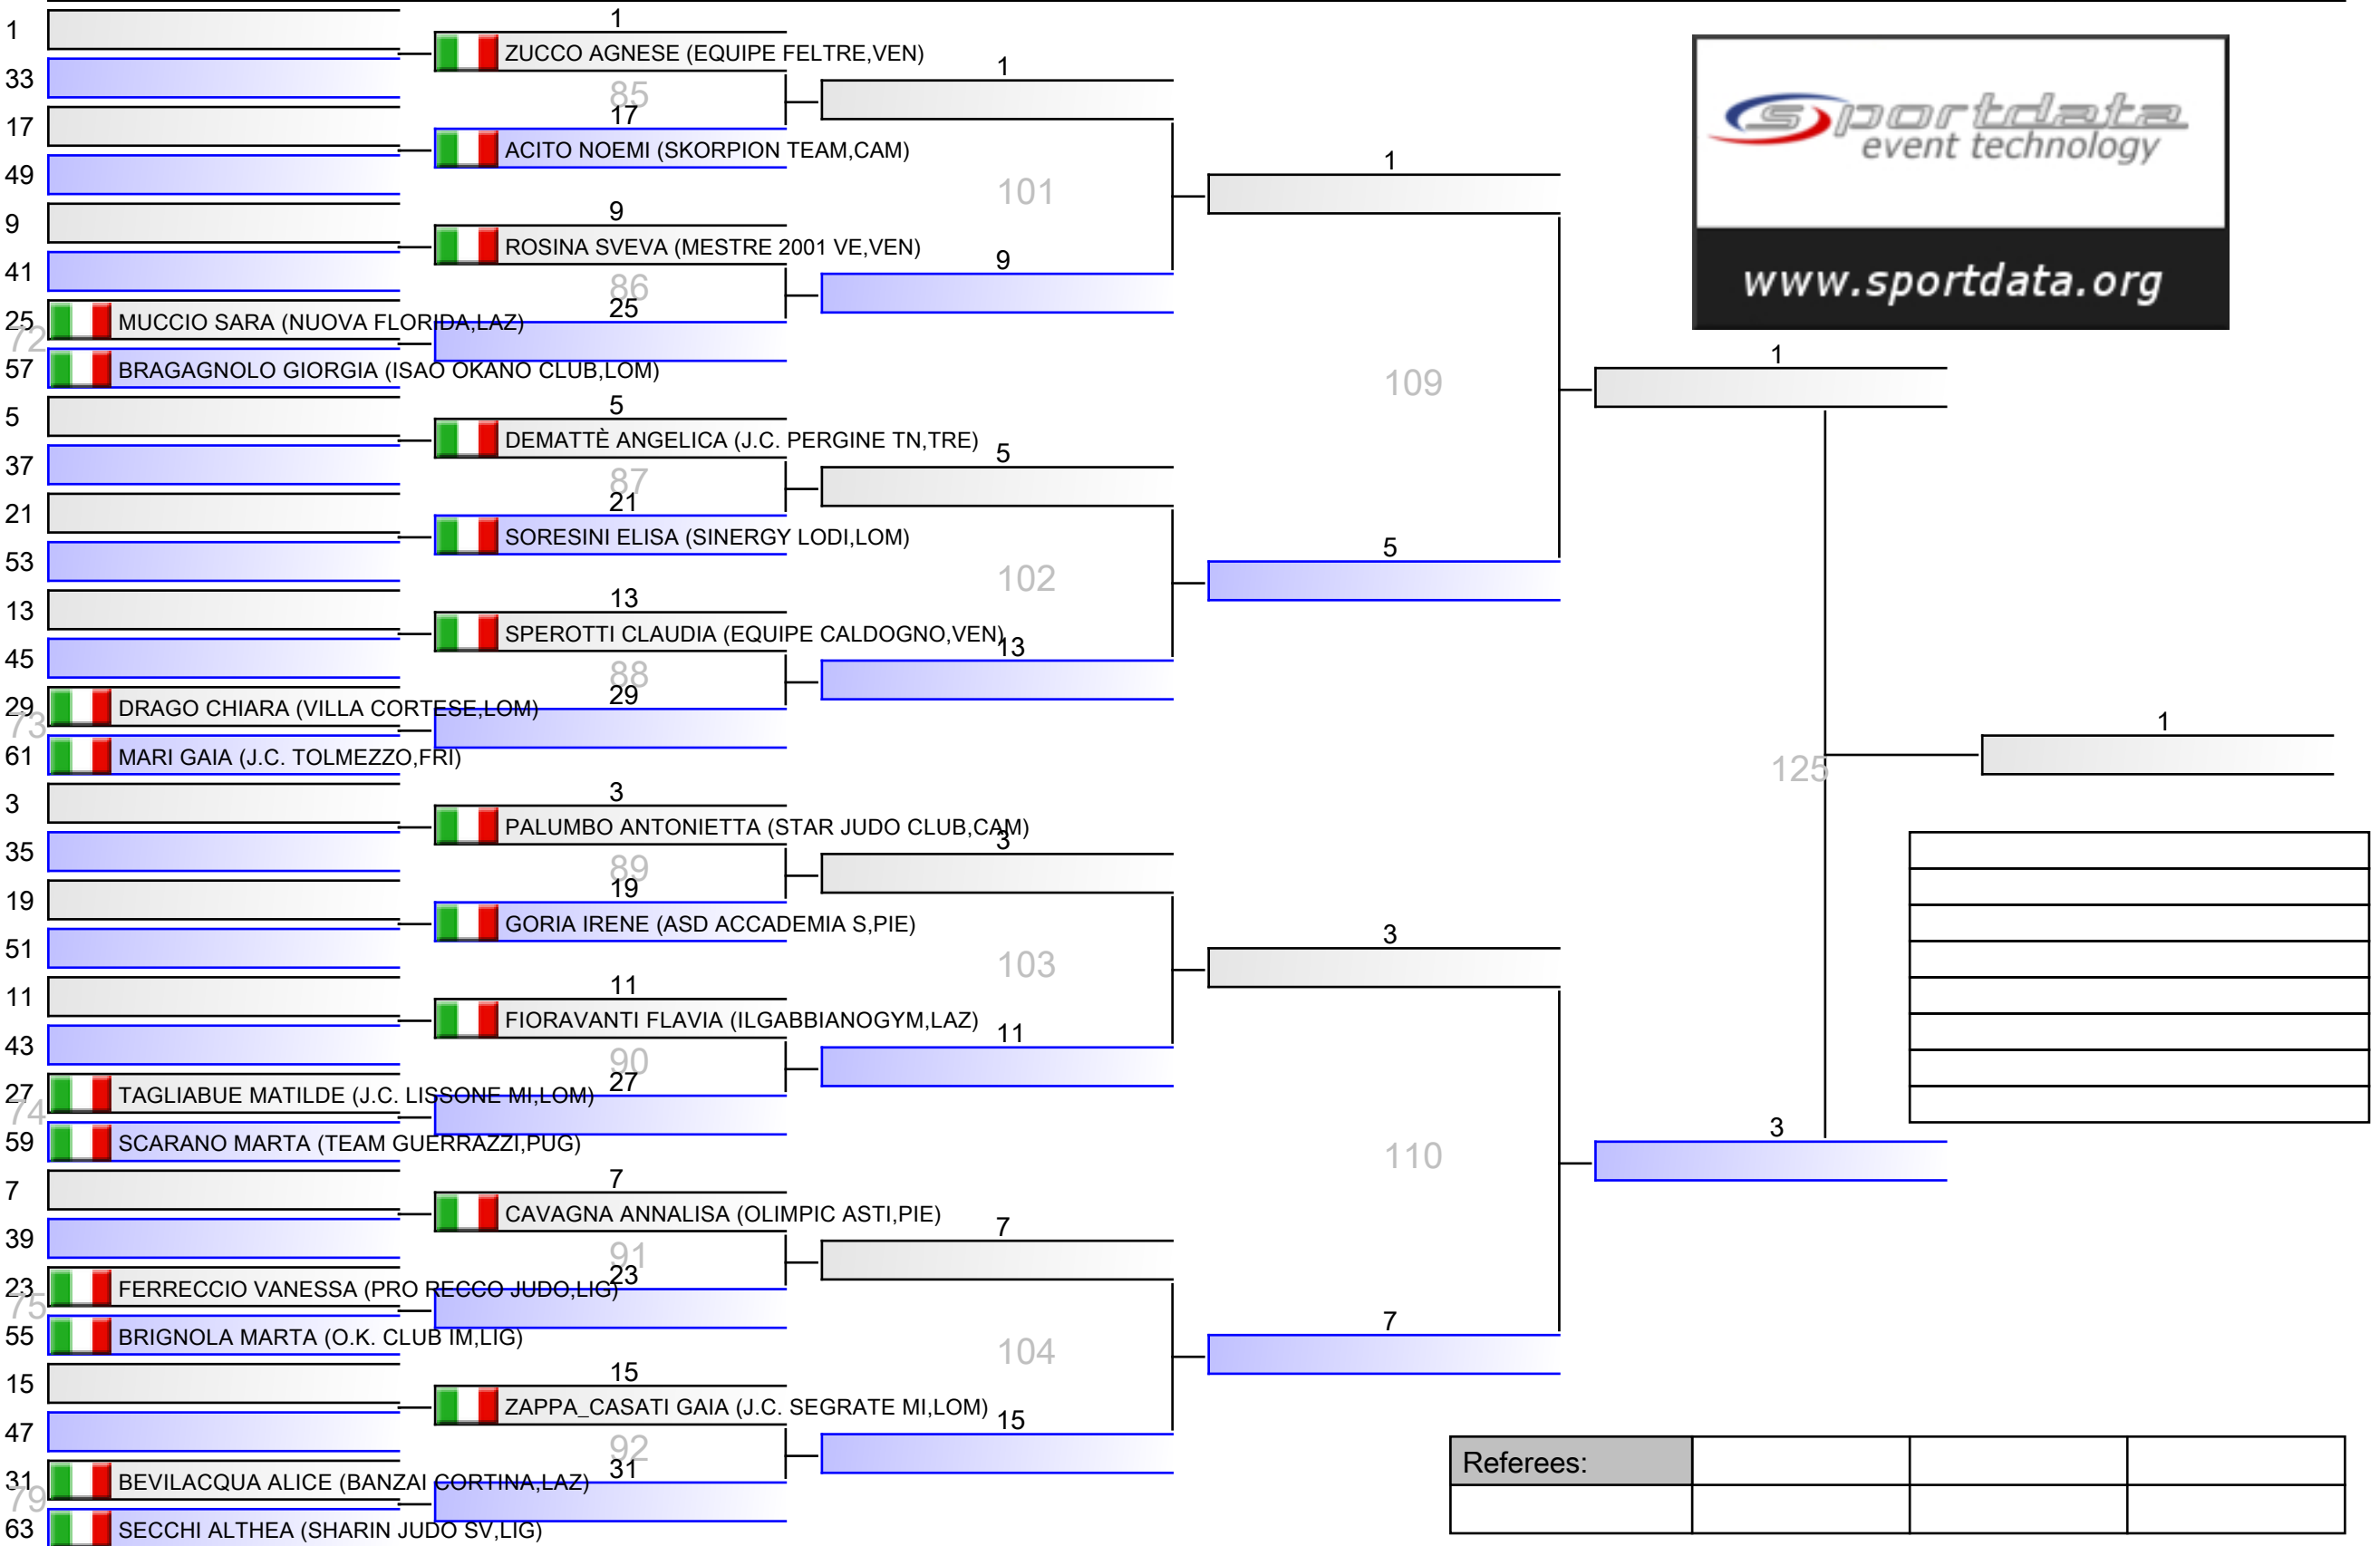 1
33
17
49
9
41
25 MUCCIO SARA (NUOVA FLORIDA,LAZ)
72
57 BRAGAGNOLO GIORGIA (ISAO OKANO CLUB,LOM)
5
37
21
53
13
45
29 DRAGO CHIARA (VILLA CORTESE,LOM)
73
61 MARI GAIA (J.C. TOLMEZZO,FRI)
3
35
19
51
11
43
27 TAGLIABUE MATILDE (J.C. LISSONE MI,LOM)
74
59 SCARANO MARTA (TEAM GUERRAZZI,PUG)
7
39
23 FERRECCIO VANESSA (PRO RECCO JUDO,LIG)
75
55 BRIGNOLA MARTA (O.K. CLUB IM,LIG)
15
47
31 BEVILACQUA ALICE (BANZAI CORTINA,LAZ)
79
63 SECCHI ALTHEA (SHARIN JUDO SV,LIG)
1
ZUCCO AGNESE (EQUIPE FELTRE,VEN)
85
17
ACITO NOEMI (SKORPION TEAM,CAM)
9
ROSINA SVEVA (MESTRE 2001 VE,VEN)
86
25
5
DEMATTÈ ANGELICA (J.C. PERGINE TN,TRE)
87
21
SORESINI ELISA (SINERGY LODI,LOM)
13
SPEROTTI CLAUDIA (EQUIPE CALDOGNO,VEN)
88
29
3
PALUMBO ANTONIETTA (STAR JUDO CLUB,CAM)
89
19
GORIA IRENE (ASD ACCADEMIA S,PIE)
11
FIORAVANTI FLAVIA (ILGABBIANOGYM,LAZ)
90
27
7
CAVAGNA ANNALISA (OLIMPIC ASTI,PIE)
91
23
15
ZAPPA_CASATI GAIA (J.C. SEGRATE MI,LOM)
92
31
1
101
9
5
102
13
3
103
11
7
104
15
1
109
5
3
110
7
1
125
3
1
sportdata
event technology
www.sportdata.org
Referees: